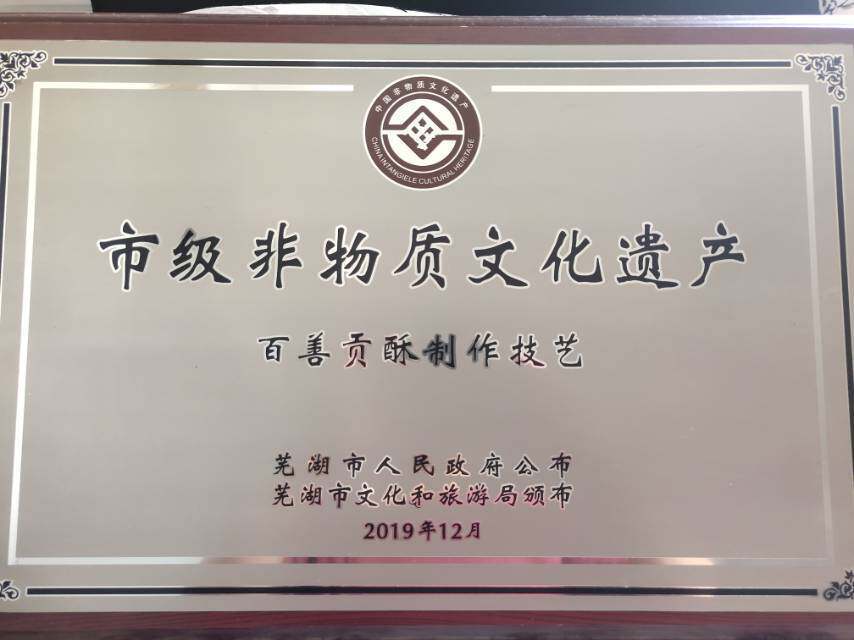 中国非物质文化遗产
CHINA INTANGIELE CULTURAL HERITAGE
市级非物质文化遗产
百善贡酥制作技艺
芜湖市人民政府公布
芜湖市文化和旅游局颁布
2019年12月